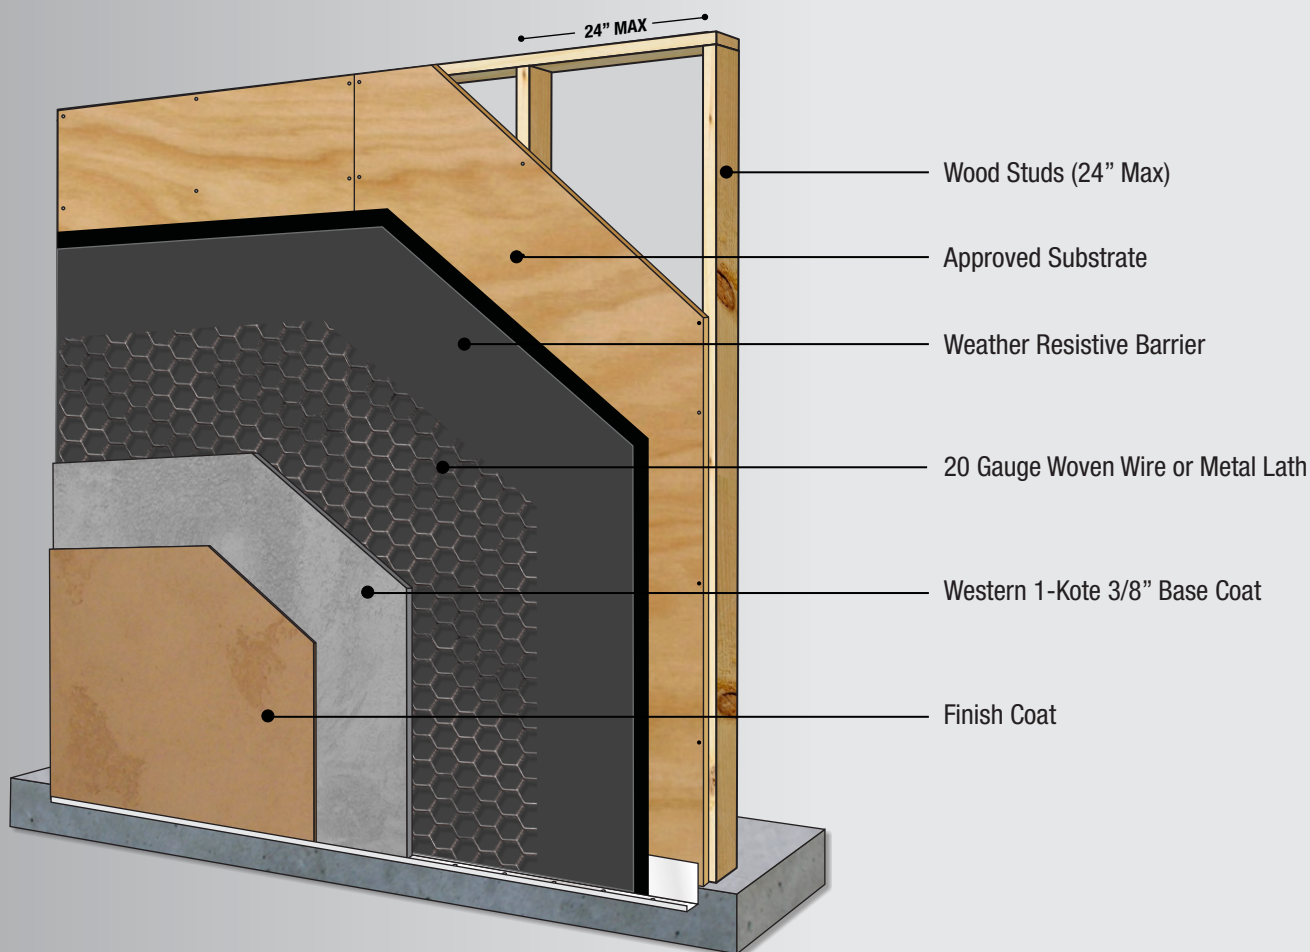 24” MAX
Wood Studs (24” Max)
Approved Substrate
Weather Resistive Barrier
20 Gauge Woven Wire or Metal Lath
Western 1-Kote 3/8” Base Coat
Finish Coat